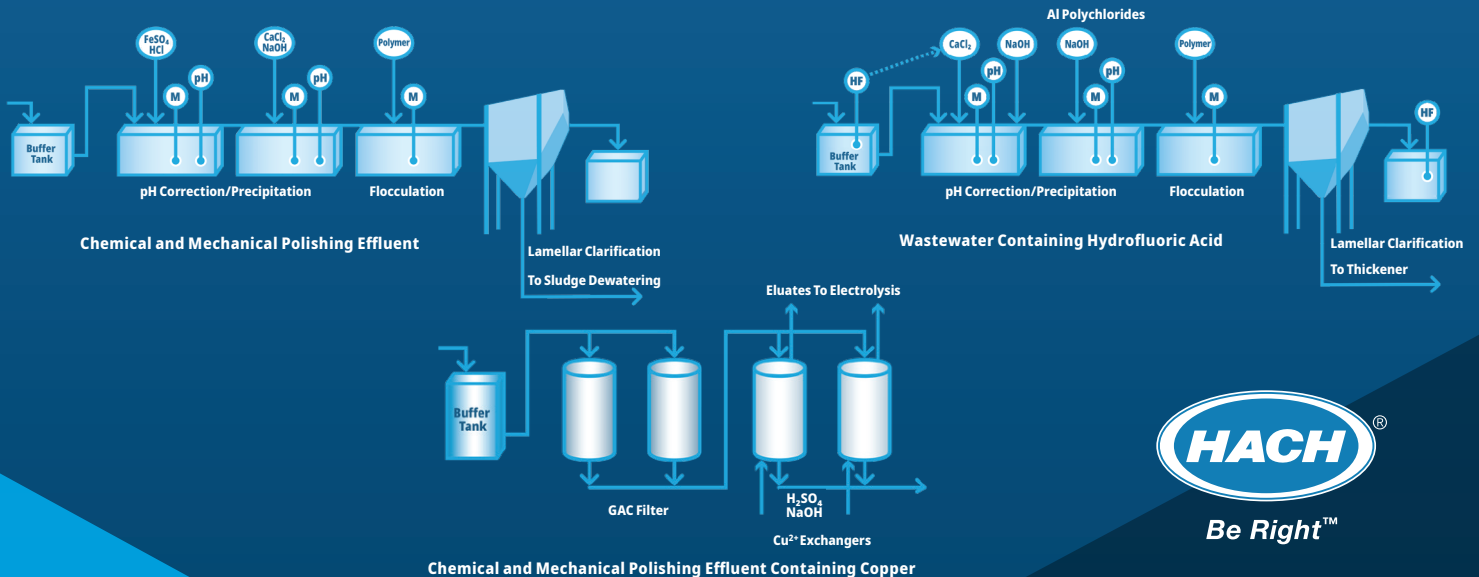 FeSO₄
HCl
M
pH
CaCl₂
NaOH
M
pH
Polymer
M
Buffer
Tank
pH Correction/Precipitation
Flocculation
Chemical and Mechanical Polishing Effluent
Lamellar Clarification
To Sludge Dewatering
Al Polychlorides
HF
CaCl₂
NaOH
NaOH
Polymer
M
pH
M
pH
M
HF
Buffer
Tank
pH Correction/Precipitation
Flocculation
Wastewater Containing Hydrofluoric Acid
Lamellar Clarification
To Thickener
Eluates To Electrolysis
Buffer
Tank
GAC Filter
H₂SO₄
NaOH
Cu²⁺ Exchangers
Chemical and Mechanical Polishing Effluent Containing Copper
HACH®
Be Right™